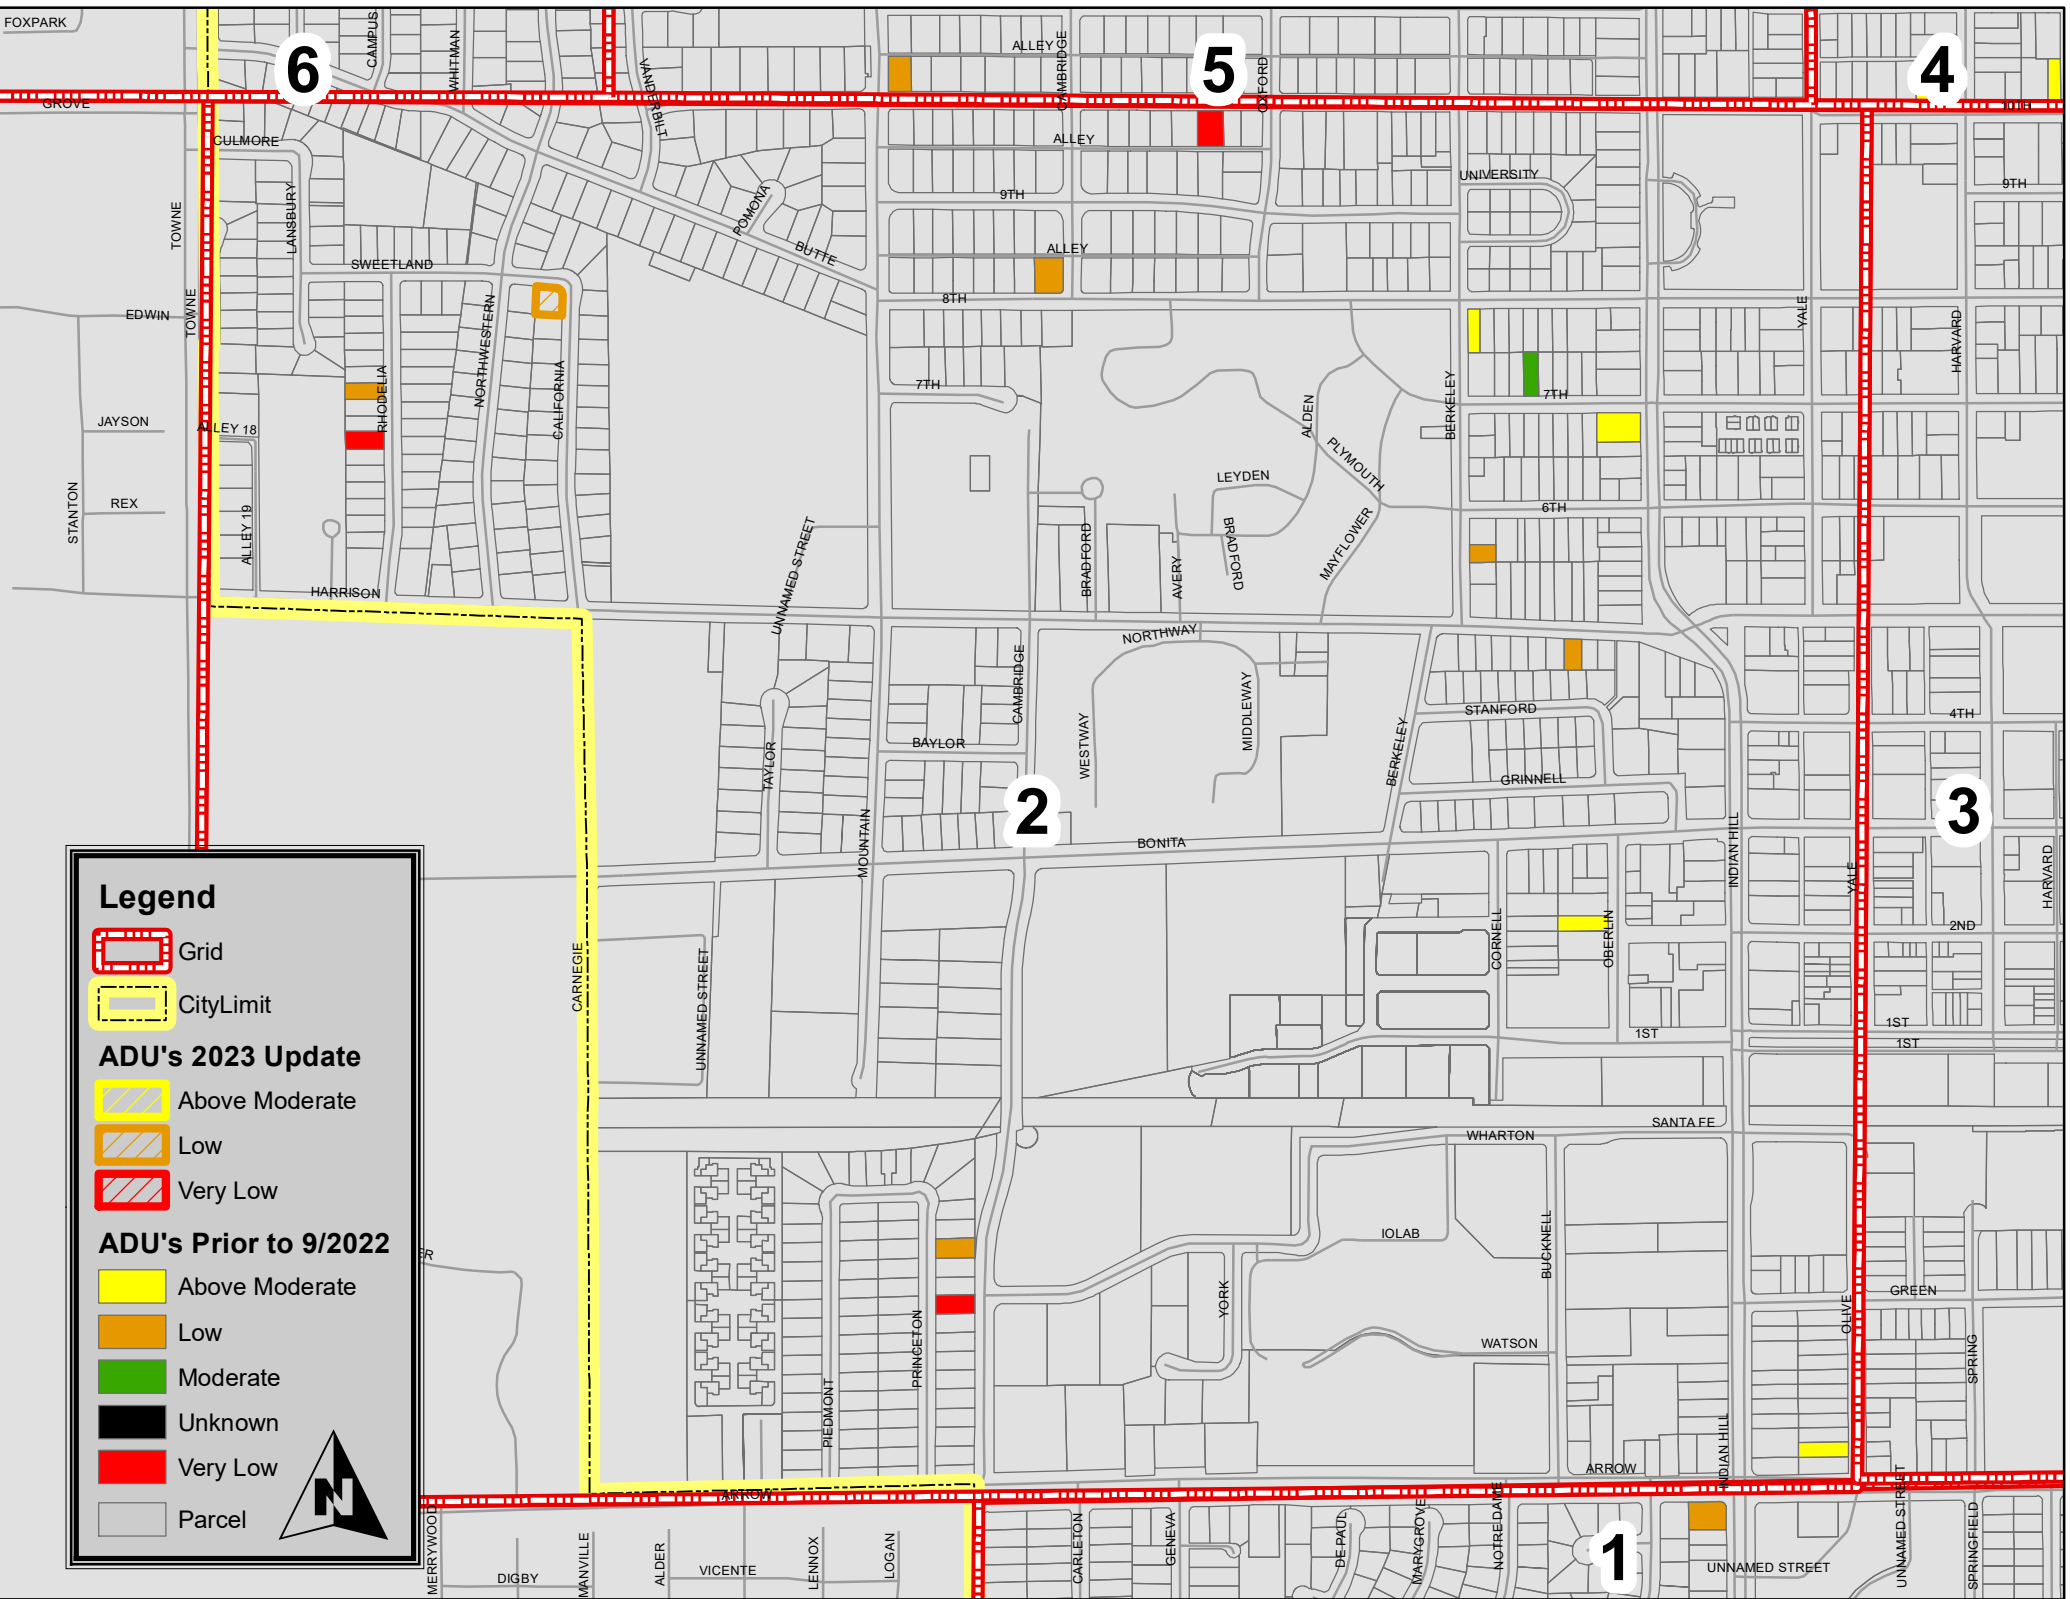 FOXPARK
CAMPUS
WHITMAN
6
VANDERBILT
ALLEY
CAMBRIDGE
5
OXFORD
4
GROVE
10TH
CULMORE
ALLEY
UNIVERSITY
9TH
9TH
TOWNE
LANSBURY
POMONA
BUTTE
ALLEY
SWEETLAND
8TH
EDWIN
TOWNE
NORTHWESTERN
YALE
HARVARD
RHODELIA
CALIFORNIA
7TH
7TH
BERKELEY
ALDEN
JAYSON
ALLEY 18
PLYMOUTH
LEYDEN
STANTON
REX
ALLEY 19
6TH
UNNAMED STREET
BRADFORD
AVERY
BRADFORD
MAYFLOWER
HARRISON
NORTHWAY
CAMBRIDGE
WESTWAY
MIDDLEWAY
STANFORD
4TH
BAYLOR
TAYLOR
BERKELEY
GRINNELL
2
3
MOUNTAIN
BONITA
INDIAN HILL
YALE
HARVARD
CARNEGIE
UNNAMED STREET
CORNELL
OBERLIN
2ND
1ST
1ST
1ST
SANTA FE
WHARTON
IOLAB
BUCKNELL
YORK
GREEN
OLIVE
PRINCETON
WATSON
SPRING
PIEDMONT
INDIAN HILL
ARROW
ARROW
Legend
Grid
CityLimit
ADU's 2023 Update
Above Moderate
Low
Very Low
ADU's Prior to 9/2022
ER
Above Moderate
Low
Moderate
Unknown
Very Low
Parcel
N
MERRYWOOD
DIGBY
MANVILLE
ALDER
VICENTE
LENNOX
LOGAN
CARLETON
GENEVA
DE PAUL
MARYGROVE
NOTRE DAME
1
UNNAMED STREET
UNNAMED STREET
SPRINGFIELD